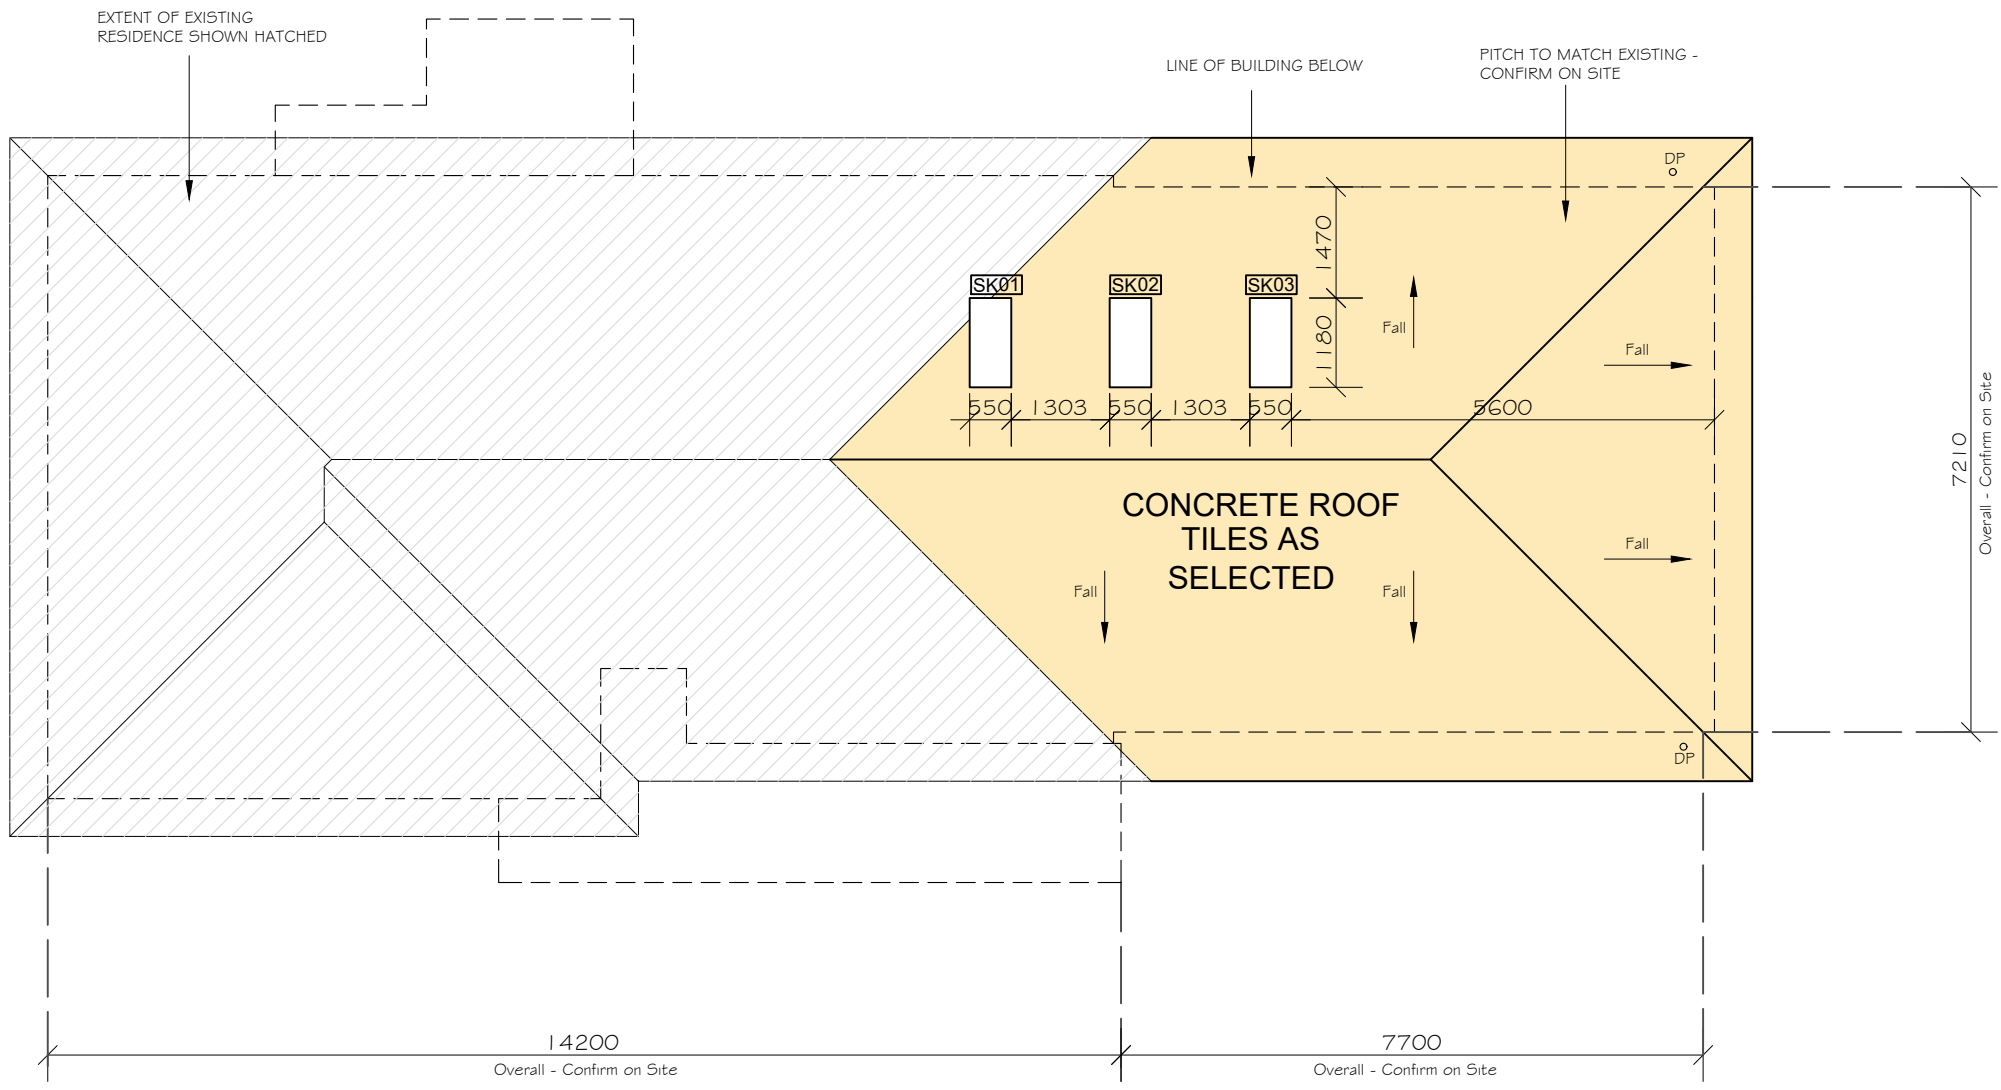 EXTENT OF EXISTING
RESIDENCE SHOWN HATCHED
LINE OF BUILDING BELOW
PITCH TO MATCH EXISTING -
CONFIRM ON SITE
DP
1470
SK01
SK02
SK03
1180
Fall
Fall
550
1303
550
1303
550
5600
7210
Overall - Confirm on Site
CONCRETE ROOF
TILES AS
SELECTED
Fall
Fall
Fall
DP
14200
Overall - Confirm on Site
7700
Overall - Confirm on Site